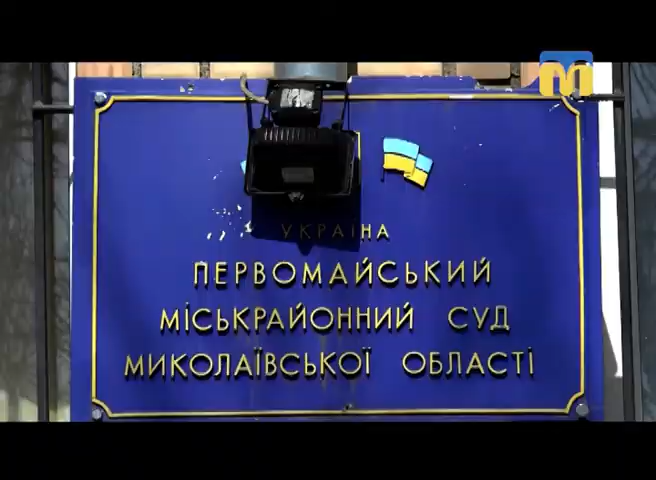 УКРАЇНА
ПЕРВОМАЙСЬКИЙ
МІСЬКРАЙОННИЙ СУД
МИКОЛАЇВСЬКОЇ ОБЛАСТІ